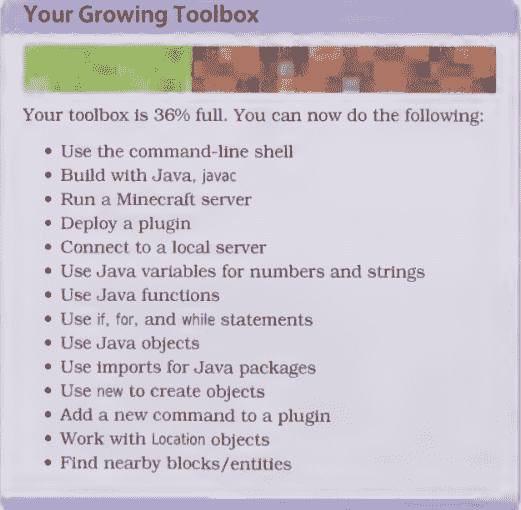 Your Growing Toolbox
Your toolbox is 36% full. You can now do the following:
• Use the command-line shell
• Build with Java, javac
• Run a Minecraft server
• Deploy a plugin
• Connect to a local server
• Use Java variables for numbers and strings
• Use Java functions
• Use if, for, and while statements
• Use Java objects
• Use imports for Java packages
• Use new to create objects
• Add a new command to a plugin
• Work with Location objects
• Find nearby blocks/entities